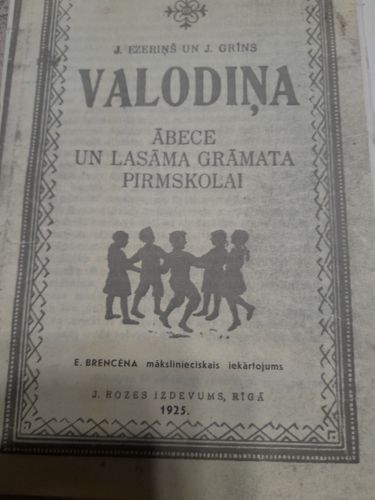 J. EZERIŅŠ UN J. GRĪNS
VALODIŅA
ĀBECE
UN LASĀMA GRĀMATA
PIRMSKOLAI
E. BRENCĒNA mākslinieciskais iekārtojums
J. ROZES IZDEVUMS, RĪGĀ
1925.